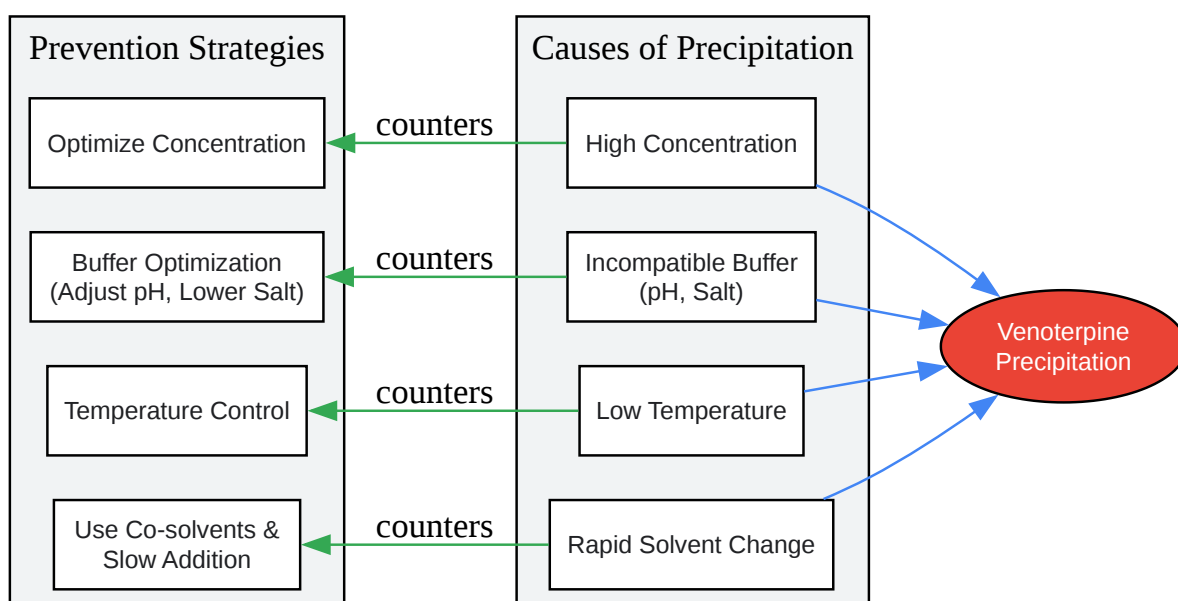 Prevention Strategies
Causes of Precipitation
Optimize Concentration
counters
High Concentration
Buffer Optimization
(Adjust pH, Lower Salt)
counters
Incompatible Buffer
(pH, Salt)
Venoterpine
Precipitation
Temperature Control
counters
Low Temperature
Use Co-solvents &
Slow Addition
counters
Rapid Solvent Change